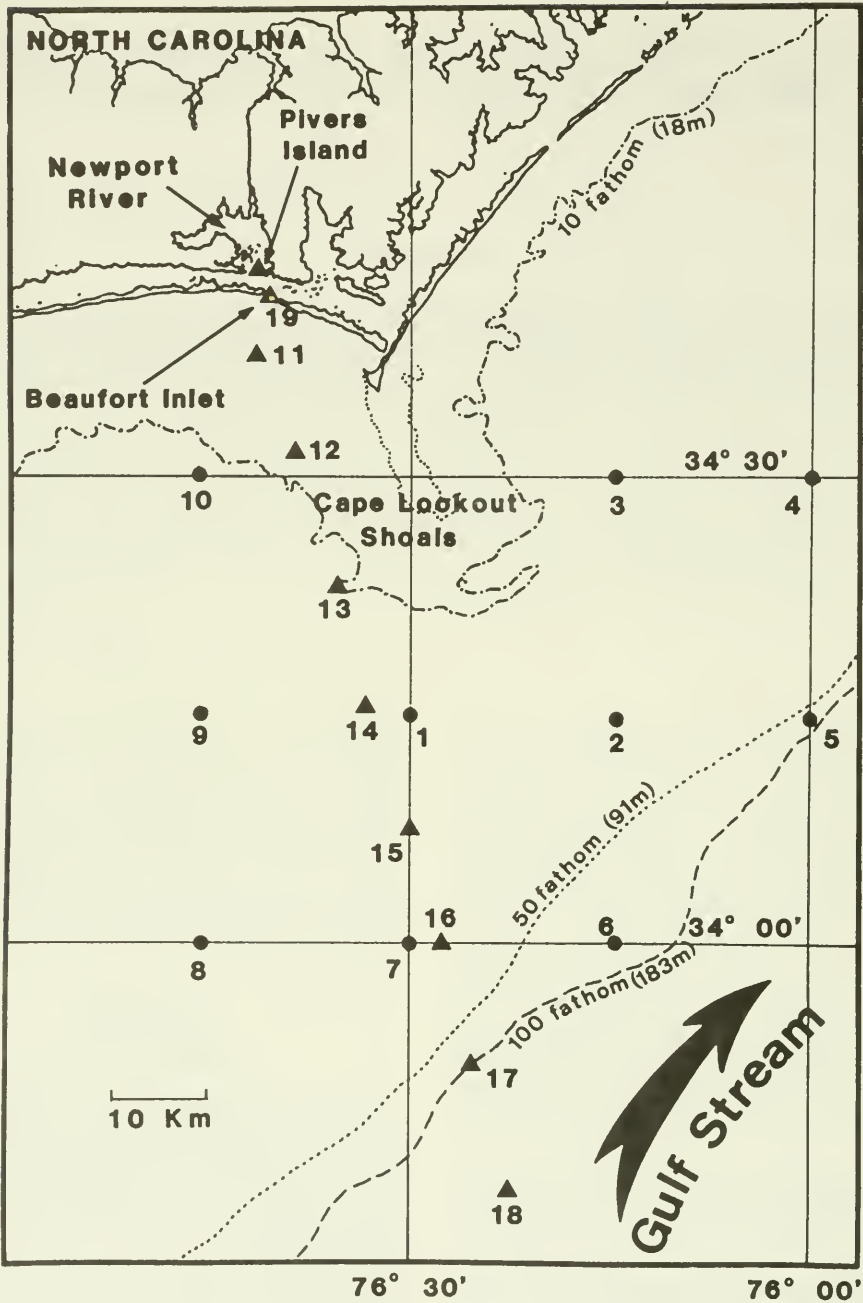 NORTH CAROLINA
Pivers
Island
Newport
River
10 fathom (18m)
19
11
Beaufort Inlet
12
34° 30'
10
Cape Lookout
Shoals
3
4
13
9
14
1
2
5
15
50 fathom (91m)
16
6
34° 00'
8
7
100 fathom (183m)
17
10 Km
18
Gulf Stream
76° 30'
76° 00'